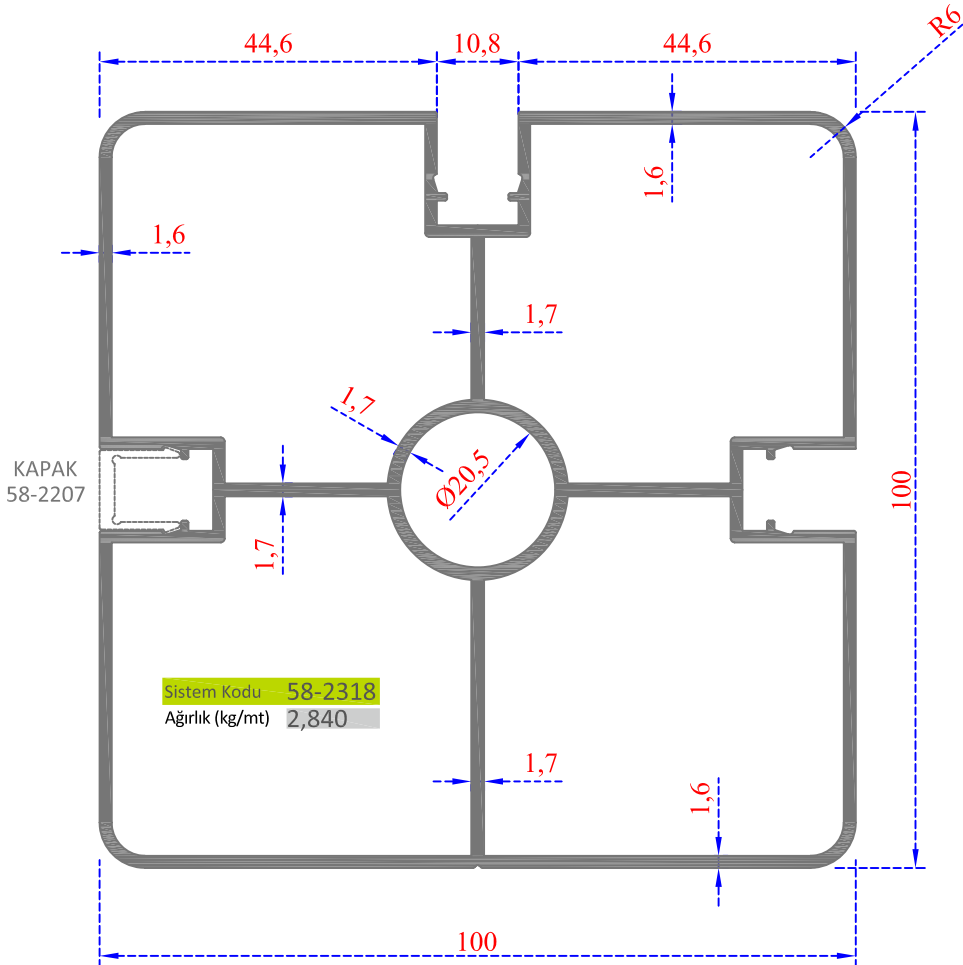 44,6
10,8
44,6
R6
1,6
1,6
1,7
1,7
Ø20,5
KAPAK
58-2207
100
1,7
Sistem Kodu 58-2318
Ağırlık (kg/mt) 2,840
1,7
1,6
100